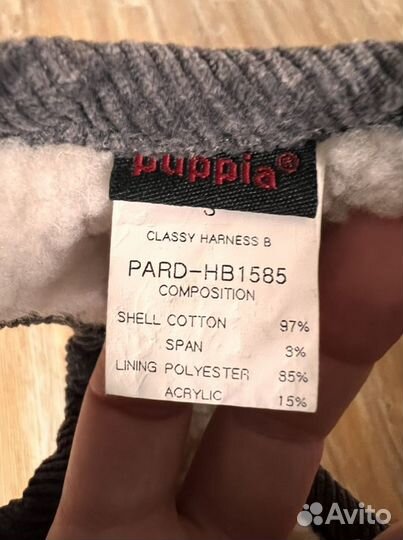 puppia®
S
CLASSY HARNESS B
PARD-HB1585
COMPOSITION
SHELL COTTON 97%
SPAN 3%
LINING POLYESTER 85%
ACRYLIC 15%
Avito